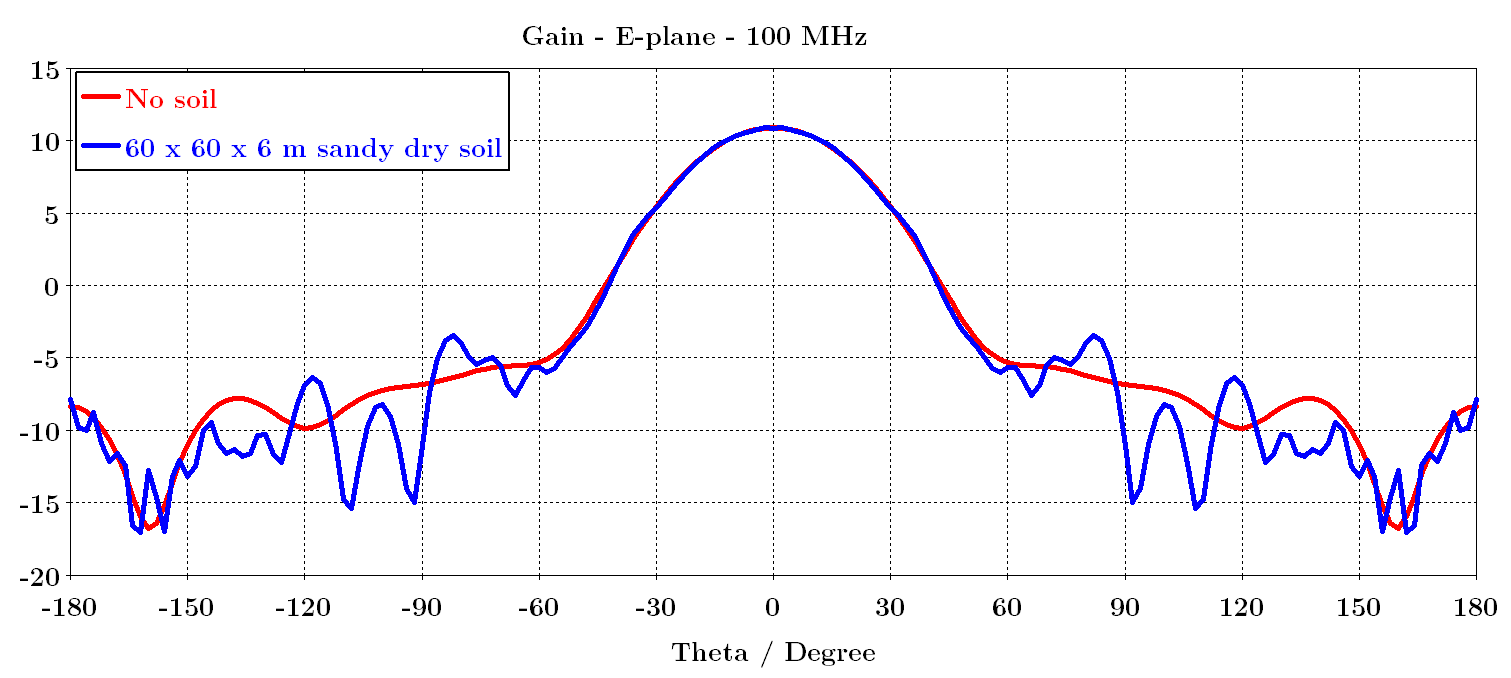 Gain - E-plane - 100 MHz
15
No soil
10
60 x 60 x 6 m sandy dry soil
5
0
-5
-10
-15
-20
-180 -150 -120 -90 -60 -30 0 30 60 90 120 150 180
Theta / Degree